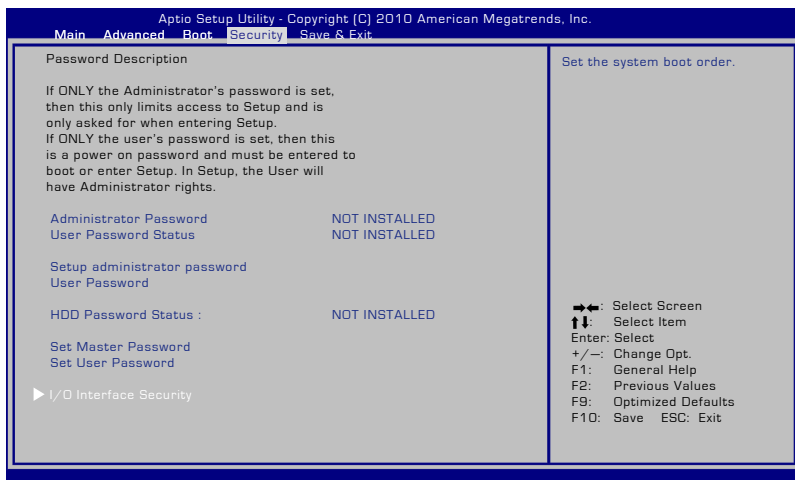 Aptio Setup Utility - Copyright (C) 2010 American Megatrends, Inc.
Main Advanced Boot Security Save & Exit
Password Description
If ONLY the Administrator's password is set,
then this only limits access to Setup and is
only asked for when entering Setup.
If ONLY the user's password is set, then this
is a power on password and must be entered to
boot or enter Setup. In Setup, the User will
have Administrator rights.
Administrator Password NOT INSTALLED
User Password Status NOT INSTALLED
Setup administrator password
User Password
HDD Password Status : NOT INSTALLED
Set Master Password
Set User Password
I/O Interface Security
Set the system boot order.
→←: Select Screen
↑↓: Select Item
Enter: Select
+/—: Change Opt.
F1: General Help
F2: Previous Values
F9: Optimized Defaults
F10: Save ESC: Exit